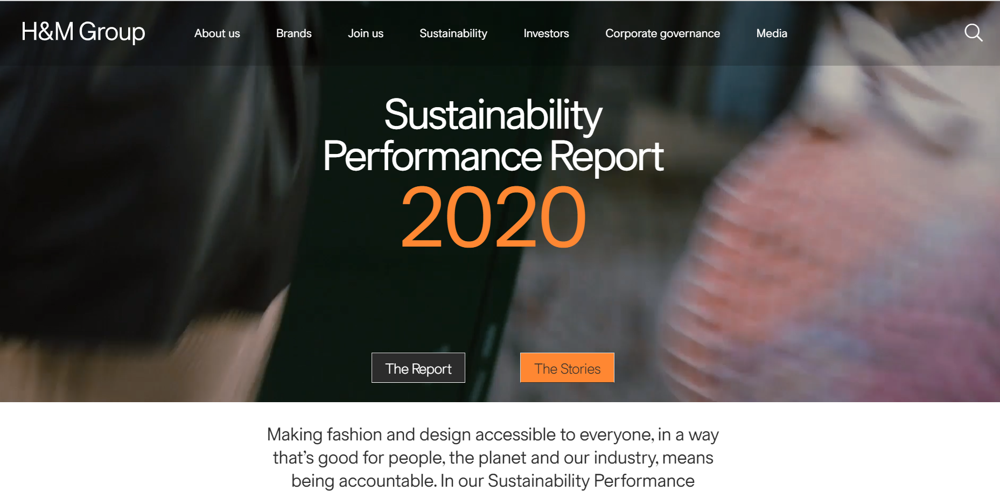 H&M Group
About us
Brands
Join us
Sustainability
Investors
Corporate governance
Media
Sustainability
Performance Report
2020
The Report
The Stories
Making fashion and design accessible to everyone, in a way
that’s good for people, the planet and our industry, means
being accountable. In our Sustainability Performance